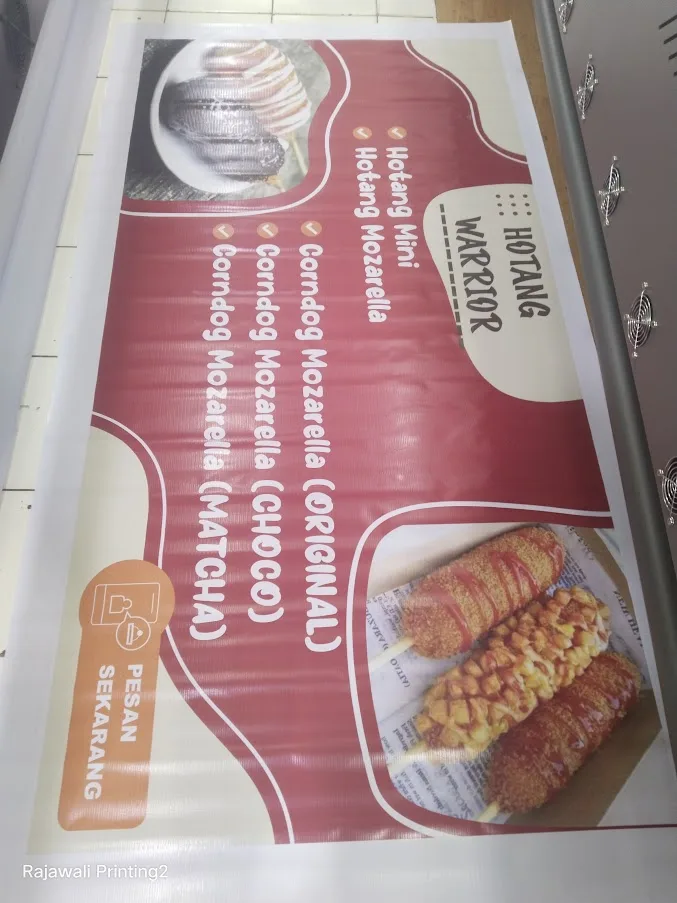 HOTANG
WARRIOR
Hotang Mini
Hotang Mozarella
Corndog Mozarella (ORIGINAL)
Corndog Mozarella (CHOCO)
Corndog Mozarella (MATCHA)
PESAN
SEKARANG
Rajawali Printing2